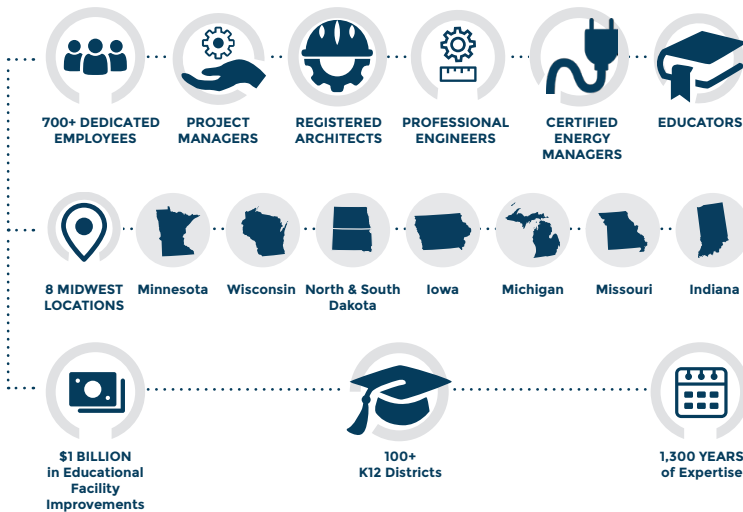 700+ DEDICATED
EMPLOYEES
PROJECT
MANAGERS
REGISTERED
ARCHITECTS
PROFESSIONAL
ENGINEERS
CERTIFIED
ENERGY
MANAGERS
EDUCATORS
8 MIDWEST
LOCATIONS
Minnesota
Wisconsin
North & South
Dakota
Iowa
Michigan
Missouri
Indiana
$1 BILLION
in Educational
Facility
Improvements
100+
K12 Districts
1,300 YEARS
of Expertise